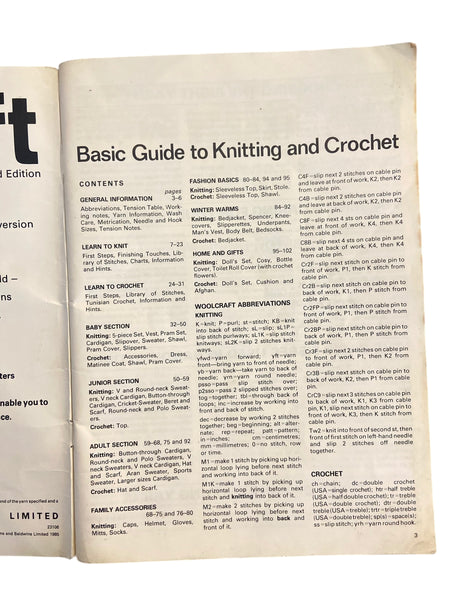 ft
d Edition
version
id –
ns
ters
nable you to
ce.
nd of the yarn specified and a
LIMITED
ns and Baldwins Limited 1980
Basic Guide to Knitting and Crochet
CONTENTS
pages
GENERAL INFORMATION 3–6
Abbreviations, Tension Table, Work-
ing notes, Yarn Information, Wash
Care, Metrication, Needle and Hook
Sizes, Tension Notes.
LEARN TO KNIT 7–23
First Steps, Finishing Touches, Lib-
rary of Stitches, Charts, Information
and Hints.
LEARN TO CROCHET 24–31
First Steps, Library of Stitches,
Tunisian Crochet, Information and
Hints.
BABY SECTION 32–50
Knitting: 5-piece Set, Vest, Pram Set,
Cardigan, Slipover, Sweater, Shawl,
Pram Cover, Slippers.
Crochet: Accessories, Dress,
Matinee Coat, Shawl, Pram Cover.
JUNIOR SECTION 50–59
Knitting: V and Round-neck Sweat-
ers, V neck Cardigan, Button-through
Cardigan, Cricket-Sweater, Beret and
Scarf, Round-neck and Polo Sweat-
ers.
Crochet: Top.
ADULT SECTION 59–68, 75 and 92
Knitting: Button-through Cardigan,
Round-neck and Polo Sweaters, V
neck Sweaters, V neck Cardigan, Hat
and Scarf, Aran Sweater, Sports
Sweater, Larger sizes Cardigan.
Crochet: Hat and Scarf.
FAMILY ACCESSORIES
68–75 and 76–80
Knitting: Caps, Helmet, Gloves,
Mitts, Socks.
FASHION BASICS 80–84, 94 and 95
Knitting: Sleeveless Top, Skirt, Stole.
Crochet: Sleeveless Top, Shawl.
WINTER WARMS 84–92
Knitting: Bedjacket, Spencer, Knee-
covers, Slipperettes, Underpants,
Man's Vest, Body Belt, Bedsocks.
Crochet: Bedjacket.
HOME AND GIFTS 95–102
Knitting: Doll's Set, Cosy, Bottle
Cover, Toilet Roll Cover (with crochet
flowers).
Crochet: Doll's Set, Cushion and
Afghan.
WOOLCRAFT ABBREVIATIONS
KNITTING
K=knit; P=purl; st=stitch; KB=knit
into back of stitch; sL=slip; sL1P=
slip stitch purlways; sL1K=slip stitch
knitways; sL2K=slip 2 stitches knit-
ways.
yfwd=yarn forward; yft=yarn
front=bring yarn to front of needle;
yb=yarn back=take yarn to back of
needle; yrn=yarn round needle;
psso=pass slip stitch over;
p2sso=pass 2 slipped stitches over;
tog=together; tbl=through back of
loops; inc=increase by working into
front and back of stitch.
dec=decrease by working 2 stitches
together; beg=beginning; alt=alter-
nate; rep=repeat; patt=pattern;
in=inches; cm=centimetres;
mm=millimetres; 0=no stitch, row
or time.
M1=make 1 stitch by picking up hori-
zontal loop lying before next stitch
and working into back of it.
M1K=make 1 stitch by picking up
horizontal loop lying before next
stitch and knitting into back of it.
M2=make 2 stitches by picking up
horizontal loop lying before next
stitch and working into back and
front of it.
C4F=slip next 2 stitches on cable pin
and leave at front of work, K2, then K2
from cable pin.
C4B=slip next 2 stitches on cable pin
and leave at back of work, K2, then K2
from cable pin.
C8F=slip next 4 sts on cable pin and
leave at front of work, K4, then K4
from cable pin.
C8B=slip next 4 sts on cable pin and
leave at back of work, K4, then K4
from cable pin.
Cr2F=slip next stitch on cable pin to
front of work, P1, then K stitch from
cable pin.
Cr2B=slip next stitch on cable pin to
back of work, K1, then P stitch from
cable pin.
Cr2FP=slip next stitch on cable pin to
front of work, P1, then P stitch from
cable pin.
Cr2BP=slip next stitch on cable pin to
back of work, P1, then P stitch from
cable pin.
Cr3F=slip next 2 stitches on cable pin
to front of work, P1, then K2 from
cable pin.
Cr3B=slip next stitch on cable pin to
back of work, K2, then P1 from cable
pin.
CrC9=slip next 3 stitches on cable pin
to back of work, K1, K3 from cable
pin, K1, slip next stitch on cable pin to
front of work, K3, then K stitch from
cable pin.
Tw2=knit into front of second st, then
front of first stitch on left-hand needle
and slip 2 stitches off needle
together.
CROCHET
ch=chain; dc=double crochet
(USA=single crochet); ht=half treble
(USA=half double crochet); tr=treble
(USA=double crochet); dtr=double
treble (USA=treble); trtr=triple treble
(USA=double treble); sp(s)=space(s);
ss=slip stitch; yrh=yarn round hook.
3